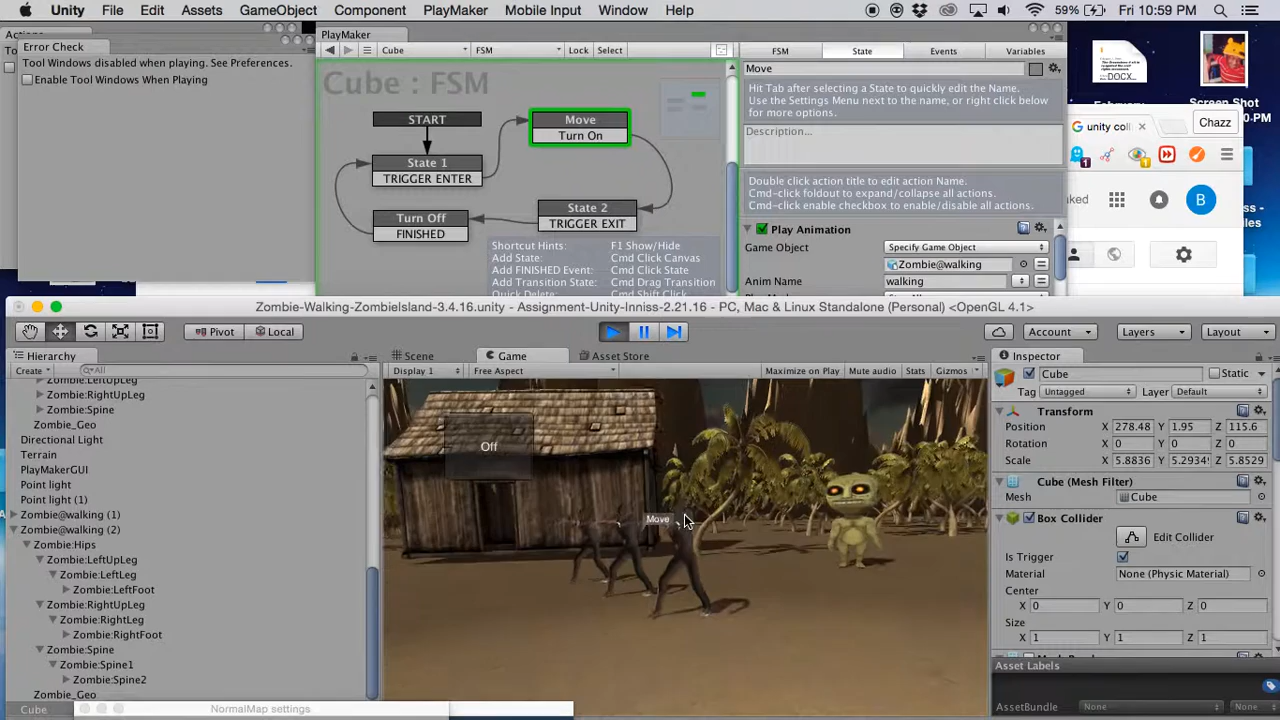 Unity File Edit Assets GameObject Component PlayMaker Mobile Input Window Help 59% Fri 10:59 PM
Error Check
Tool Windows disabled when playing. See Preferences.
Enable Tool Windows When Playing
PlayMaker
Cube FSM Lock Select
Cube : FSM
START
State 1
TRIGGER ENTER
Move
Turn On
State 2
TRIGGER EXIT
Turn Off
FINISHED
Shortcut Hints: F1 Show/Hide
Add State: Cmd Click Canvas
Add FINISHED Event: Cmd Click State
Add Transition State: Cmd Drag Transition
Quick Delete: Cmd Shift Click
FSM State Events Variables
Move
Hit Tab after selecting a State to quickly edit the Name.
Use the Settings Menu next to the name, or right click below
for more options.
Description...
Double click action title to edit action Name.
Cmd-click foldout to expand/collapse all actions.
Cmd-click enable checkbox to enable/disable all actions.
Play Animation
Game Object Specify Game Object
Zombie@walking
Anim Name walking
DOCX
February
Screen Shot
unity coll
Chazz
B
Zombie-Walking-ZombieIsland-3.4.16.unity - Assignment-Unity-Inniss-2.21.16 - PC, Mac & Linux Standalone (Personal) <OpenGL 4.1>
Pivot Local Account Layers Layout
Hierarchy
Create All
Zombie:LeftUpLeg
Zombie:RightUpLeg
Zombie:Spine
Zombie_Geo
Directional Light
Terrain
PlayMakerGUI
Point light
Point light (1)
Zombie@walking (1)
Zombie@walking (2)
Zombie:Hips
Zombie:LeftUpLeg
Zombie:LeftLeg
Zombie:LeftFoot
Zombie:RightUpLeg
Zombie:RightLeg
Zombie:RightFoot
Zombie:Spine
Zombie:Spine1
Zombie:Spine2
Zombie_Geo
Cube
NormalMap settings
Scene Game Asset Store
Display 1 Free Aspect Maximize on Play Mute audio Stats Gizmos
Off
Move
Inspector
Cube Static
Tag Untagged Layer Default
Transform
Position X 278.48 Y 1.95 Z 115.6
Rotation X 0 Y 0 Z 0
Scale X 5.8836 Y 5.2934 Z 5.8529
Cube (Mesh Filter)
Mesh Cube
Box Collider
Edit Collider
Is Trigger
Material None (Physic Material)
Center
X 0 Y 0 Z 0
Size
X 1 Y 1 Z 1
Asset Labels
AssetBundle None None